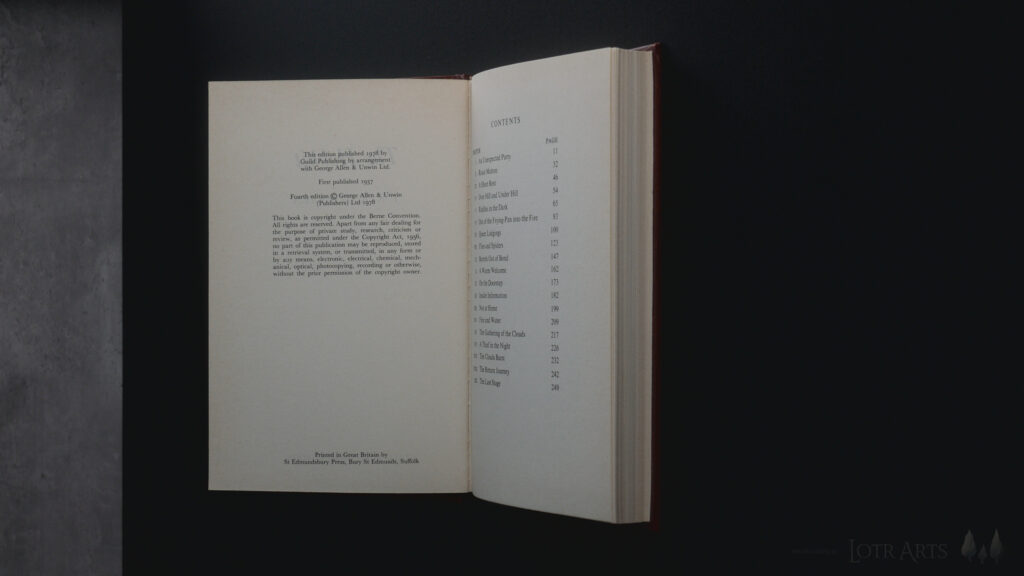 This edition published 1978 by
Guild Publishing by arrangement
with George Allen & Unwin Ltd.
First published 1937
Fourth edition © George Allen & Unwin
(Publishers) Ltd 1978
This book is copyright under the Berne Convention.
All rights are reserved. Apart from any fair dealing for
the purpose of private study, research, criticism or
review, as permitted under the Copyright Act, 1956,
no part of this publication may be reproduced, stored
in a retrieval system, or transmitted, in any form or
by any means, electronic, electrical, chemical, mech-
anical, optical, photocopying, recording or otherwise,
without the prior permission of the copyright owner.
Printed in Great Britain by
St Edmundsbury Press, Bury St Edmunds, Suffolk
CONTENTS
PAGE
An Unexpected Party 11
Roast Mutton 32
A Short Rest 46
Over Hill and Under Hill 54
Riddles in the Dark 65
Out of the Frying-Pan into the Fire
Queer Lodgings 100
Flies and Spiders 123
Barrels Out of Bond 147
A Warm Welcome 162
On the Doorstep 173
Inside Information 182
Not at Home 199
Fire and Water 209
The Gathering of the Clouds 217
A Thief in the Night 226
The Clouds Burst 232
The Return Journey 242
The Last Stage 249
LOTR ARTS